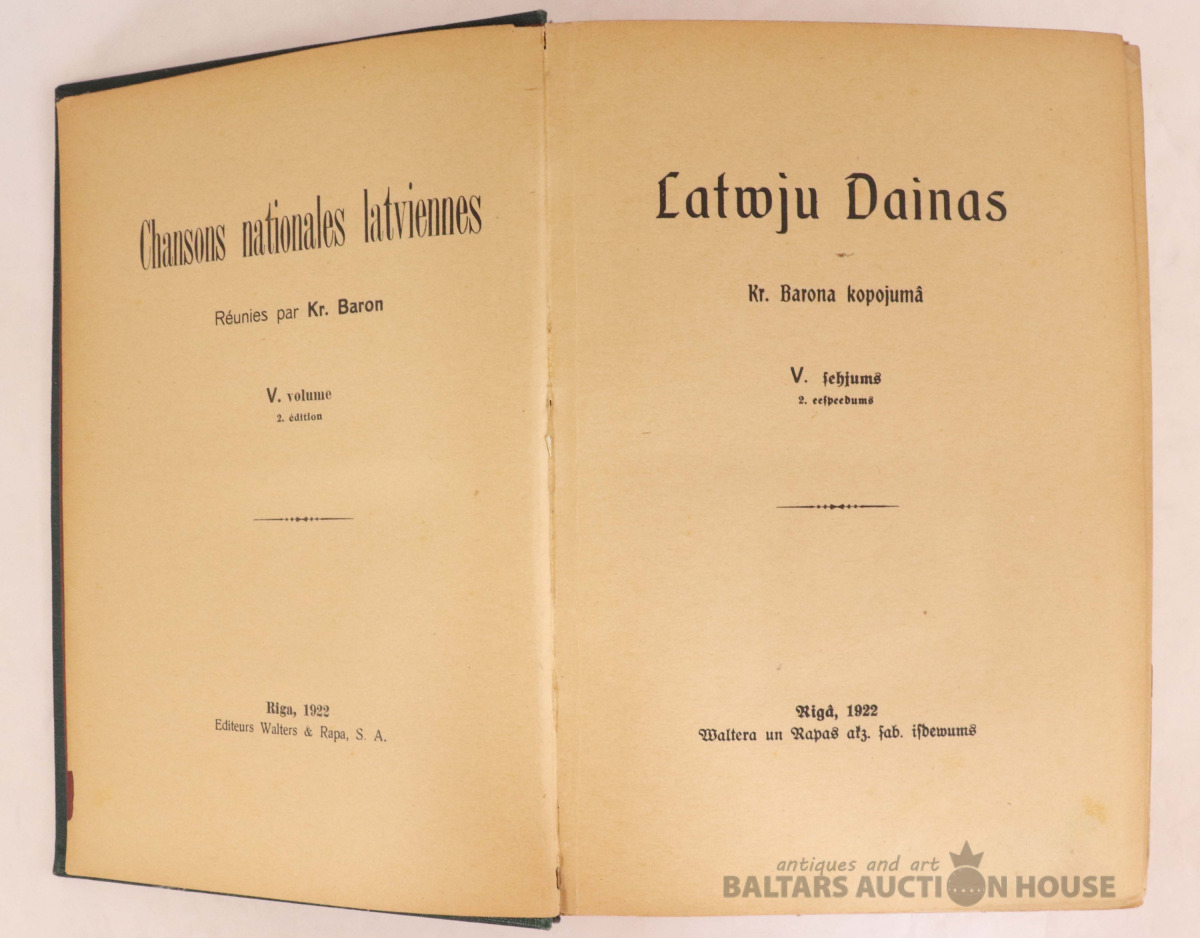 Chansons nationales latviennes
Réunies par Kr. Baron
V. volume
2. édition
Riga, 1922
Editeurs Walters & Rapa, S. A.
Latwju Dainas
Kr. Barona kopojumâ
V. ſehjums
2. eeſpeedums
Rigâ, 1922
Waltera un Rapas akz. ſab. iſdewums
antiques and art
BALTARS AUCTION HOUSE